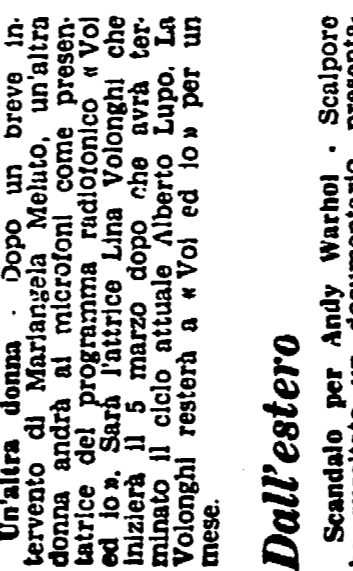 Un'altra donna · Dopo un breve in-
tervento di Mariangela Melato, un'altra
donna andrà ai microfoni come presen-
tatrice del programma radiofonico « Voi
ed io ». Sarà l'attrice Lina Volonghi che
inizierà il 5 marzo dopo che avrà ter-
minato il ciclo attuale Alberto Lupo. La
Volonghi resterà a « Voi ed io » per un
mese.
Dall'estero
Scandalo per Andy Warhol · Scalpore
un documentario